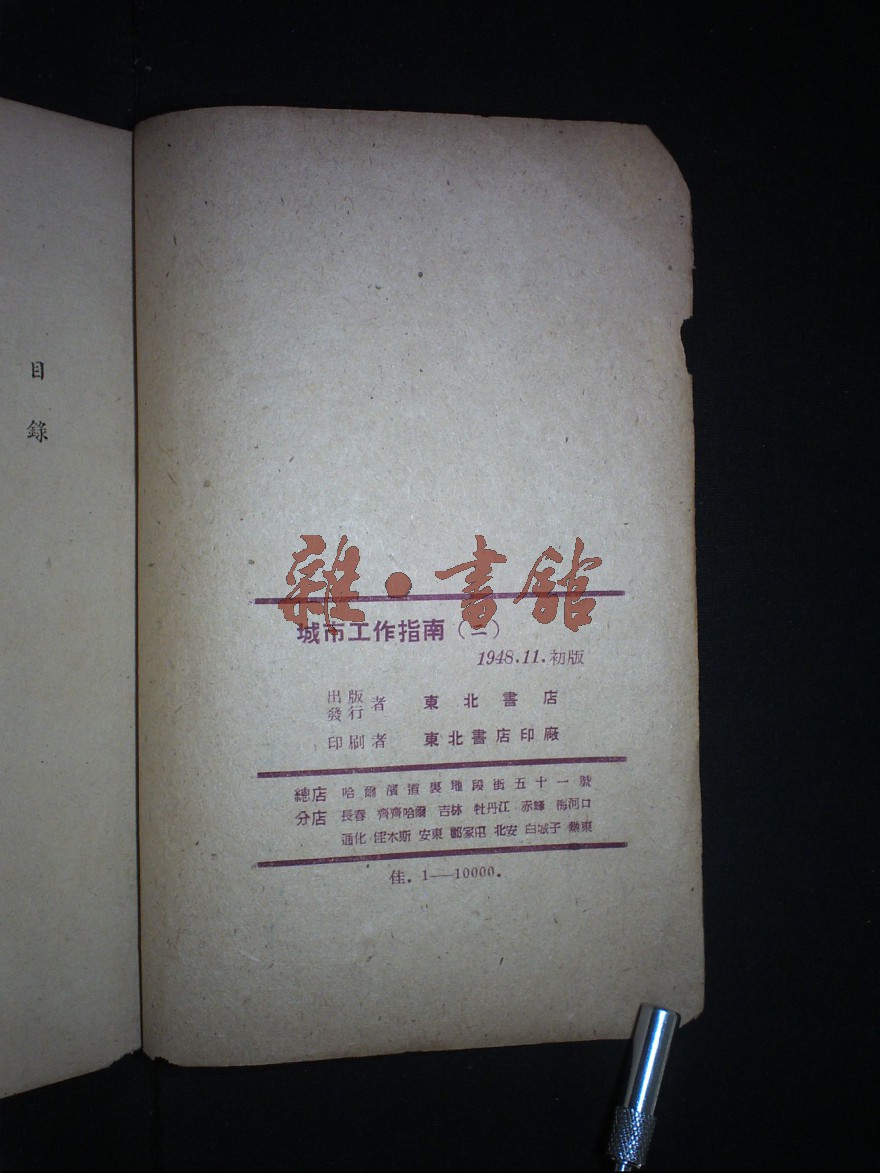 目錄
雜·書館
城市工作指南（二）
1948.11.初版
出版
發行者 東北書店
印刷者 東北書店印廠
總店 哈爾濱道裏地段街五十一號
分店 長春 齊齊哈爾 吉林 牡丹江 赤峰 梅河口
通化 佳木斯 安東 鄭家屯 北安 白城子 熱東
佳. 1——10000.